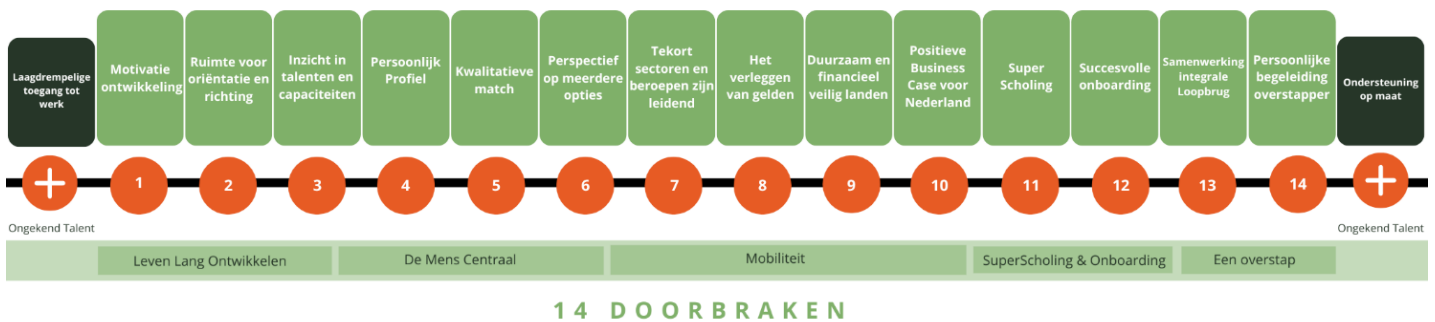 Laagdrempelige
toegang tot
werk
Motivatie
ontwikkeling
Ruimte voor
oriëntatie en
richting
Inzicht in
talenten en
capaciteiten
Persoonlijk
Profiel
Kwalitatieve
match
Perspectief
op meerdere
opties
Tekort
sectoren en
beroepen zijn
leidend
Het
verleggen
van gelden
Duurzaam en
financieel
veilig landen
Positieve
Business
Case voor
Nederland
Super
Scholing
Succesvolle
onboarding
Samenwerking
integrale
Loopbrug
Persoonlijke
begeleiding
overstapper
Ondersteuning
op maat
+
1
2
3
4
5
6
7
8
9
10
11
12
13
14
+
Ongekend Talent
Ongekend Talent
Leven Lang Ontwikkelen
De Mens Centraal
Mobiliteit
SuperScholing & Onboarding
Een overstap
14 DOORBRAKEN